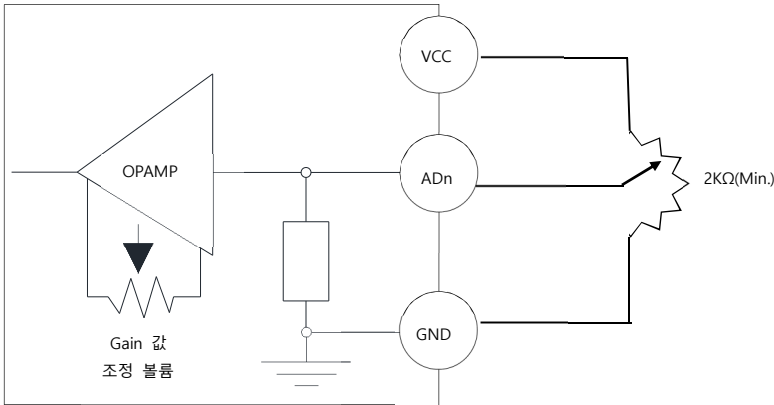 VCC
OPAMP
ADn
2KΩ(Min.)
GND
Gain 값
조정 볼륨